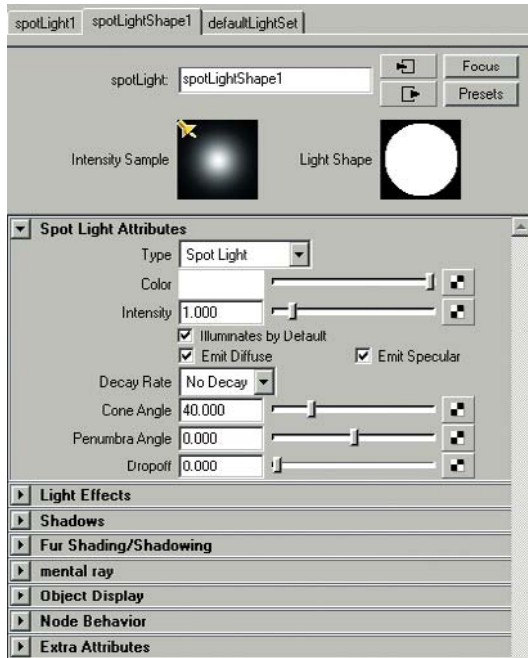 spotLight1 spotLightShape1 defaultLightSet
Focus
spotLight: spotLightShape1
Presets
Intensity Sample Light Shape
Spot Light Attributes
Type Spot Light
Color
Intensity 1.000
Illuminates by Default
Emit Diffuse Emit Specular
Decay Rate No Decay
Cone Angle 40.000
Penumbra Angle 0.000
Dropoff 0.000
Light Effects
Shadows
Fur Shading/Shadowing
mental ray
Object Display
Node Behavior
Extra Attributes